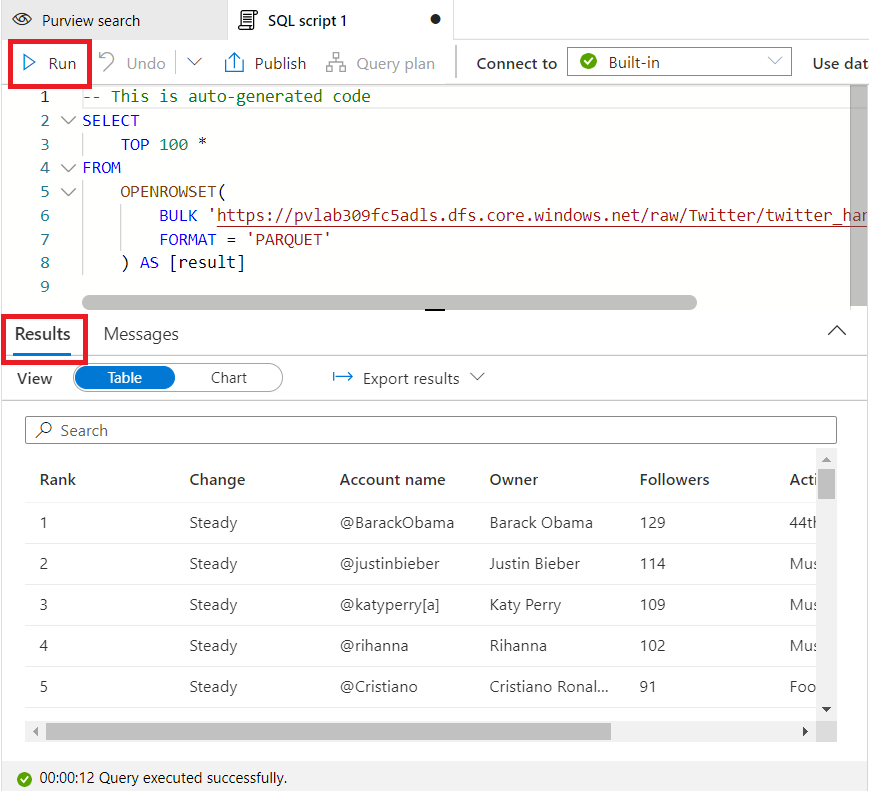 Purview search SQL script 1
Run Undo Publish Query plan Connect to Built-in Use dat
1 -- This is auto-generated code
2 SELECT
3 TOP 100 *
4 FROM
5 OPENROWSET(
6 BULK 'https://pvlab309fc5adls.dfs.core.windows.net/raw/Twitter/twitter_har
7 FORMAT = 'PARQUET'
8 ) AS [result]
9
Results Messages
View Table Chart Export results
Search
Rank Change Account name Owner Followers Acti
1 Steady @BarackObama Barack Obama 129 44th
2 Steady @justinbieber Justin Bieber 114 Mus
3 Steady @katyperry[a] Katy Perry 109 Mus
4 Steady @rihanna Rihanna 102 Mus
5 Steady @Cristiano Cristiano Ronal... 91 Foo
00:00:12 Query executed successfully.